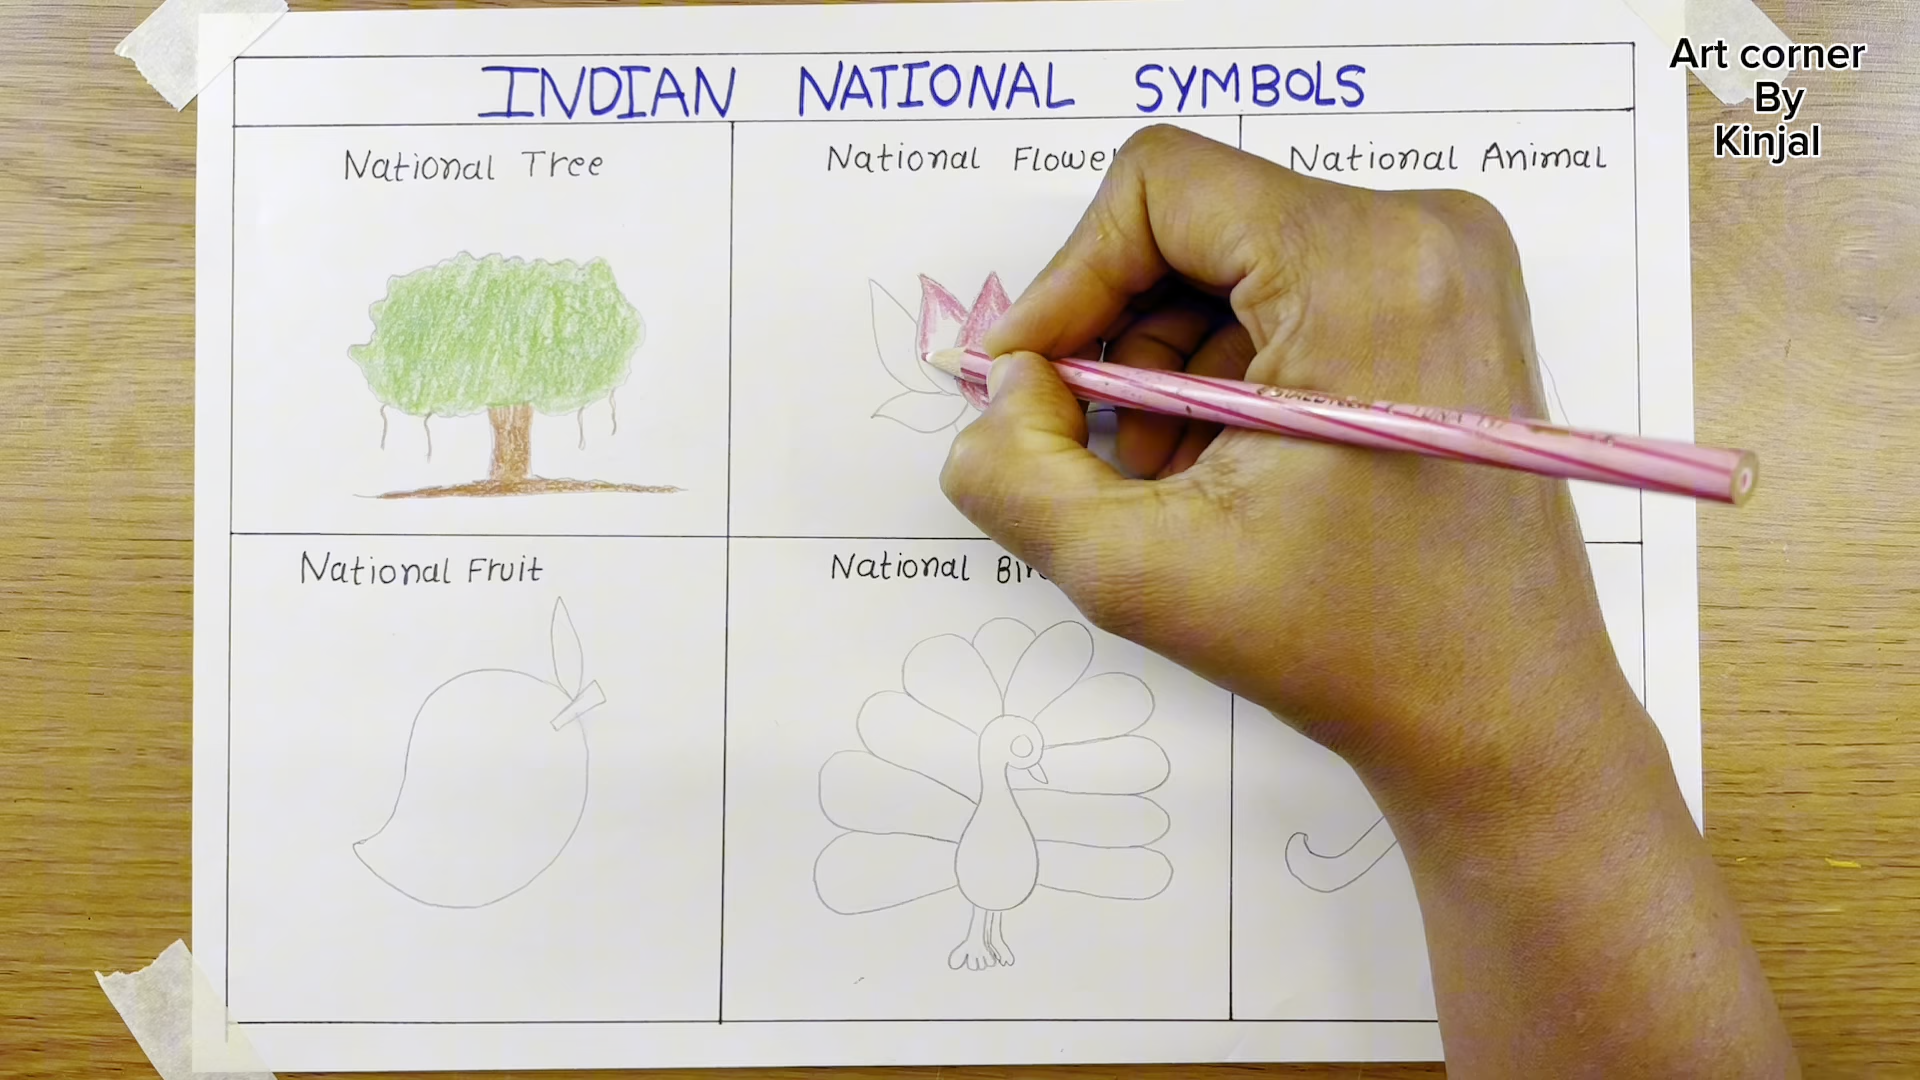 INDIAN NATIONAL SYMBOLS
Art corner
By
Kinjal
National Tree
National Flowe
National Animal
National Fruit
National Bir